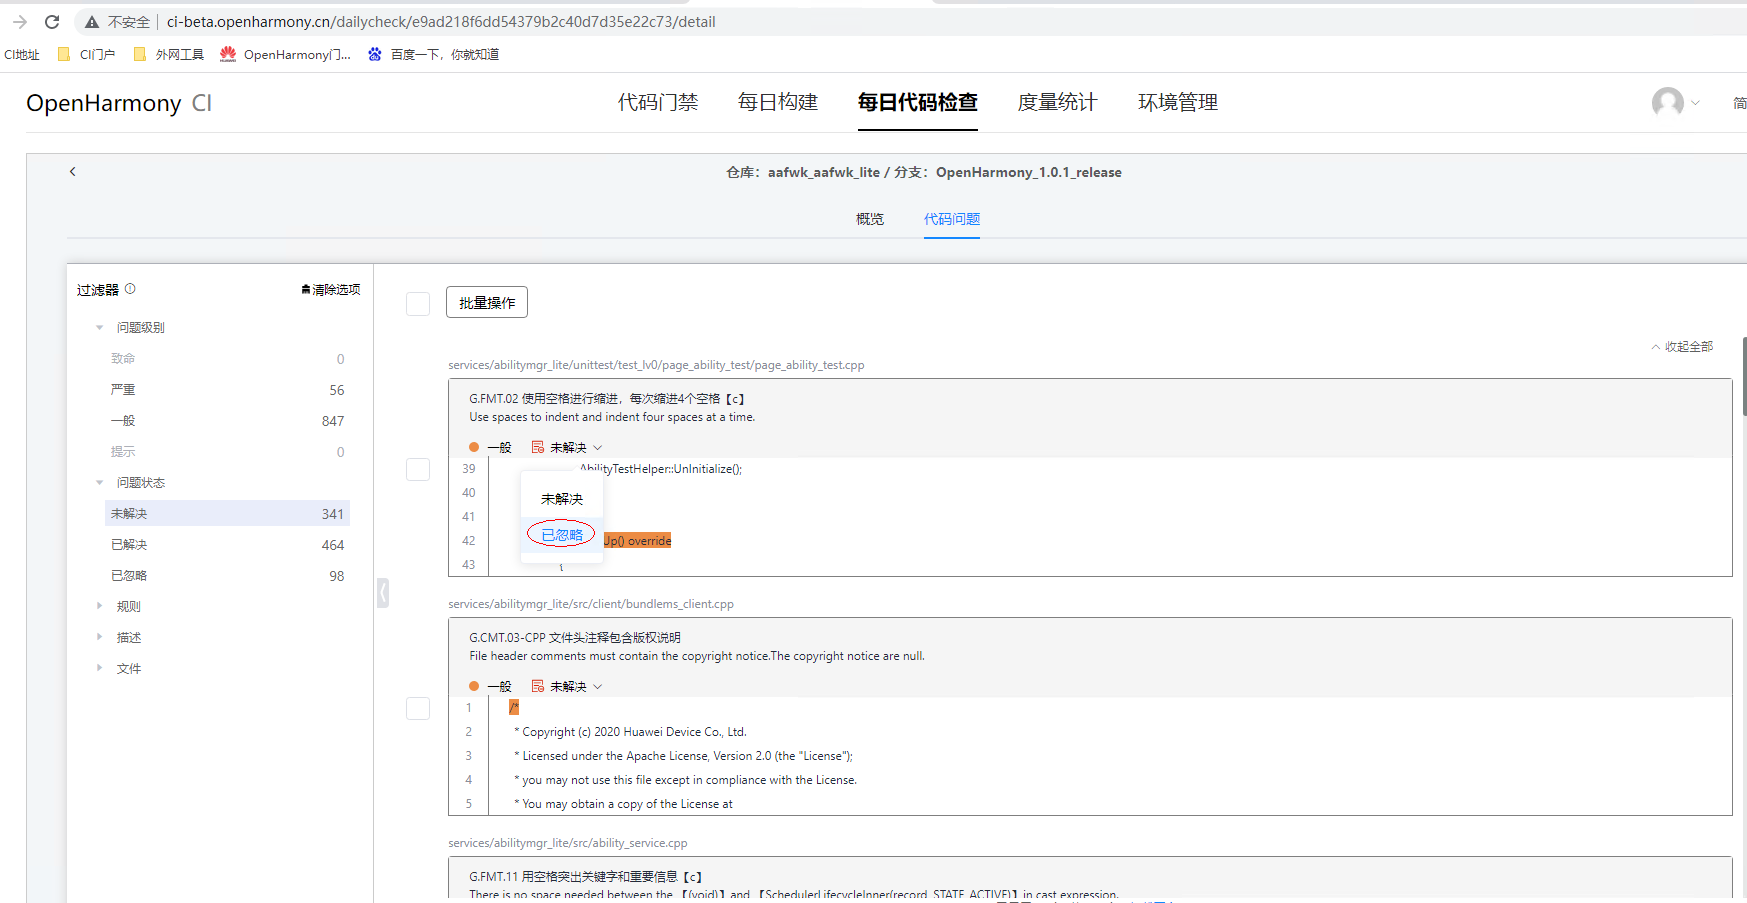 不安全 ci-beta.openharmony.cn/dailycheck/e9ad218f6dd54379b2c40d7d35e22c73/detail
CI地址 CI门户 外网工具 OpenHarmony门... 百度一下，你就知道
OpenHarmony CI 代码门禁 每日构建 每日代码检查 度量统计 环境管理 简
仓库：aafwk_aafwk_lite / 分支：OpenHarmony_1.0.1_release
概览 代码问题
过滤器 清除选项
问题级别
致命 0
严重 56
一般 847
提示 0
问题状态
未解决 341
已解决 464
已忽略 98
规则
描述
文件
批量操作
收起全部
services/abilitymgr_lite/unittest/test_lv0/page_ability_test/page_ability_test.cpp
G.FMT.02 使用空格进行缩进，每次缩进4个空格【c】
Use spaces to indent and indent four spaces at a time.
一般 未解决
39 AbilityTestHelper::UnInitialize();
40 未解决
41
已忽略
42 Up() override
43 {
services/abilitymgr_lite/src/client/bundlems_client.cpp
G.CMT.03-CPP 文件头注释包含版权说明
File header comments must contain the copyright notice.The copyright notice are null.
一般 未解决
1 /*
2 * Copyright (c) 2020 Huawei Device Co., Ltd.
3 * Licensed under the Apache License, Version 2.0 (the "License");
4 * you may not use this file except in compliance with the License.
5 * You may obtain a copy of the License at
services/abilitymgr_lite/src/ability_service.cpp
G.FMT.11 用空格突出关键字和重要信息【c】
There is no space needed between the 【(void)】 and 【SchedulerLifecycleInner(record, STATE_ACTIVE)】 in cast expression.